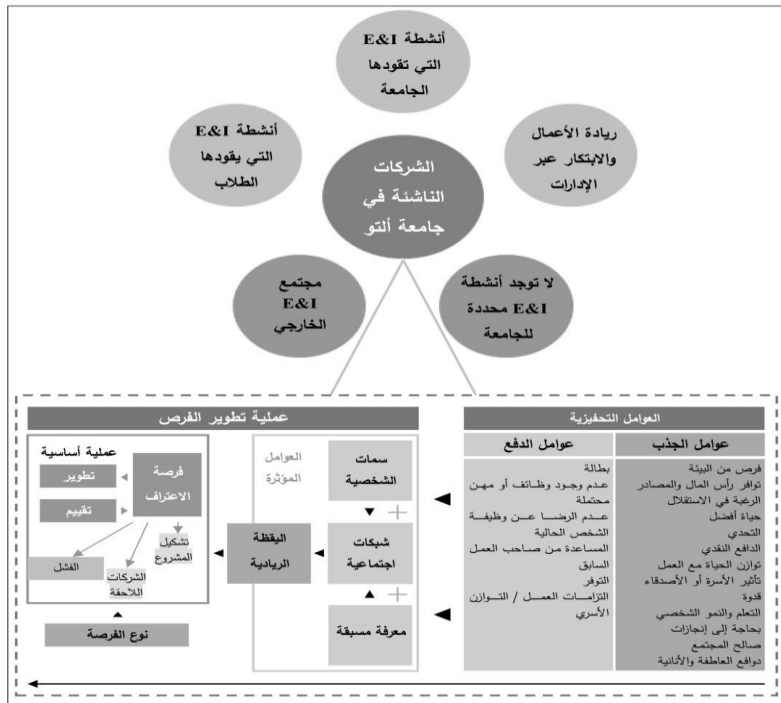 أنشطة E&I
التي تقودها
الجامعة
ريادة الأعمال
والابتكار عبر
الإدارات
أنشطة E&I
التي يقودها
الطلاب
الشركات
الناشئة في
جامعة ألتو
لا توجد أنشطة
E&I محددة
للجامعة
مجتمع
E&I
الخارجي
العوامل التحفيزية
عوامل الجذب
فرص من البيئة
توافر رأس المال والمصادر
الرغبة في الاستقلال
حياة أفضل
التحدي
الدافع النقدي
توازن الحياة مع العمل
تأثير الأسرة أو الأصدقاء
قدوة
التعلم والنمو الشخصي
بحاجة إلى إنجازات
صالح المجتمع
دوافع العاطفة والأنانية
عوامل الدفع
بطالة
عدم وجود وظائف أو مهن
محتملة
عدم الرضا عن وظيفة
الشخص الحالية
المساعدة من صاحب العمل
السابق
التوفر
التزامات العمل / التوازن
الأسري
عملية تطوير الفرص
العوامل
المؤثرة
سمات
الشخصية
شبكات
اجتماعية
معرفة مسبقة
اليقظة
الريادية
عملية أساسية
فرصة
الاعتراف
تطوير
تقييم
تشكيل
المشروع
الشركات
اللاحقة
الفشل
نوع الفرصة